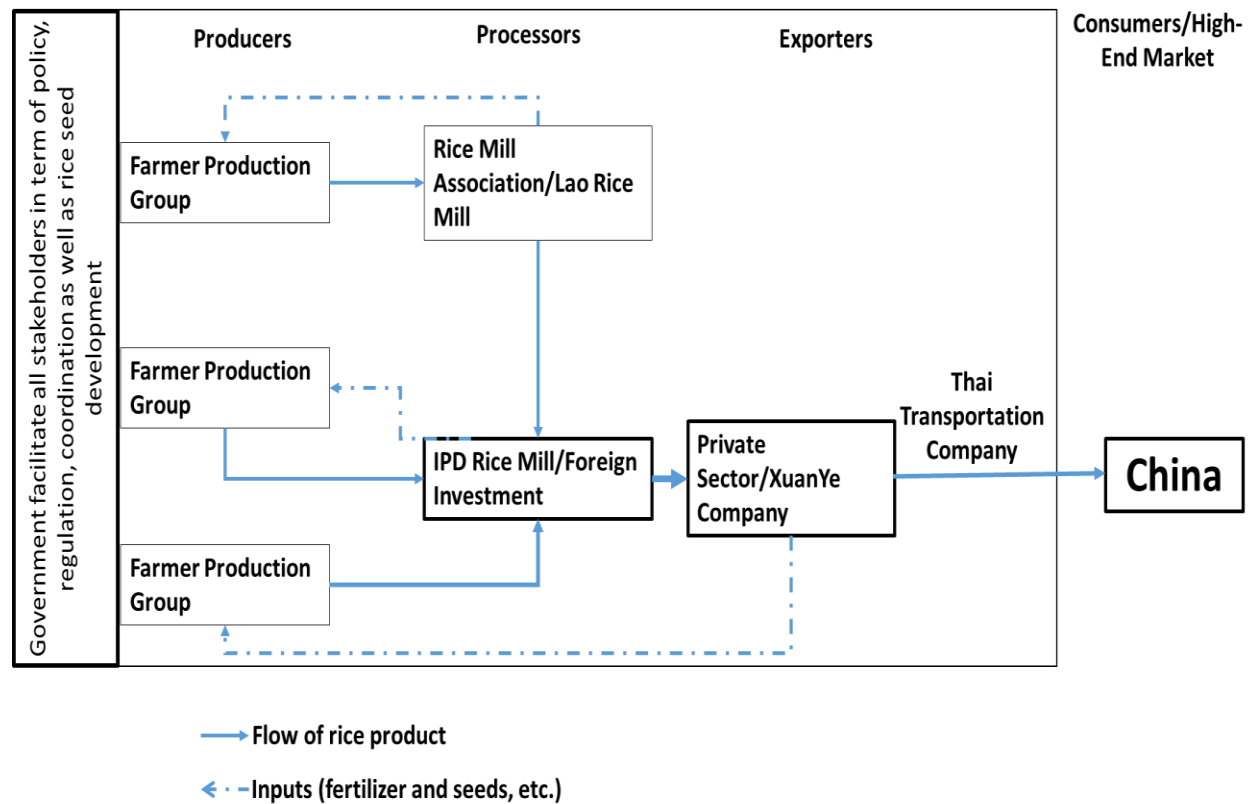 Government facilitate all stakeholders in term of policy,
regulation, coordination as well as rice seed
development
Producers
Processors
Exporters
Consumers/High-
End Market
Farmer Production
Group
Rice Mill
Association/Lao Rice
Mill
Farmer Production
Group
IPD Rice Mill/Foreign
Investment
Private
Sector/XuanYe
Company
Thai
Transportation
Company
China
Farmer Production
Group
Flow of rice product
Inputs (fertilizer and seeds, etc.)